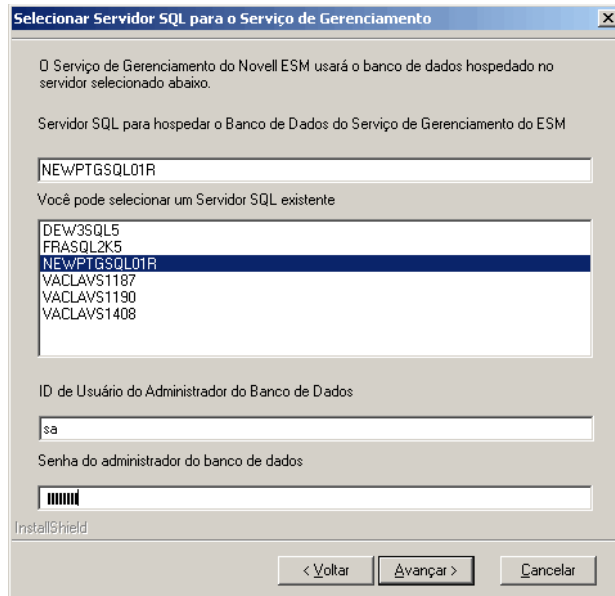 Selecionar Servidor SQL para o Serviço de Gerenciamento
O Serviço de Gerenciamento do Novell ESM usará o banco de dados hospedado no
servidor selecionado abaixo.
Servidor SQL para hospedar o Banco de Dados do Serviço de Gerenciamento do ESM
NEWPTGSQL01R
Você pode selecionar um Servidor SQL existente
DEW3SQL5
FRASQL2K5
NEWPTGSQL01R
VACLAVS1187
VACLAVS1190
VACLAVS1408
ID de Usuário do Administrador do Banco de Dados
sa
Senha do administrador do banco de dados
InstallShield
< Voltar
Avançar >
Cancelar